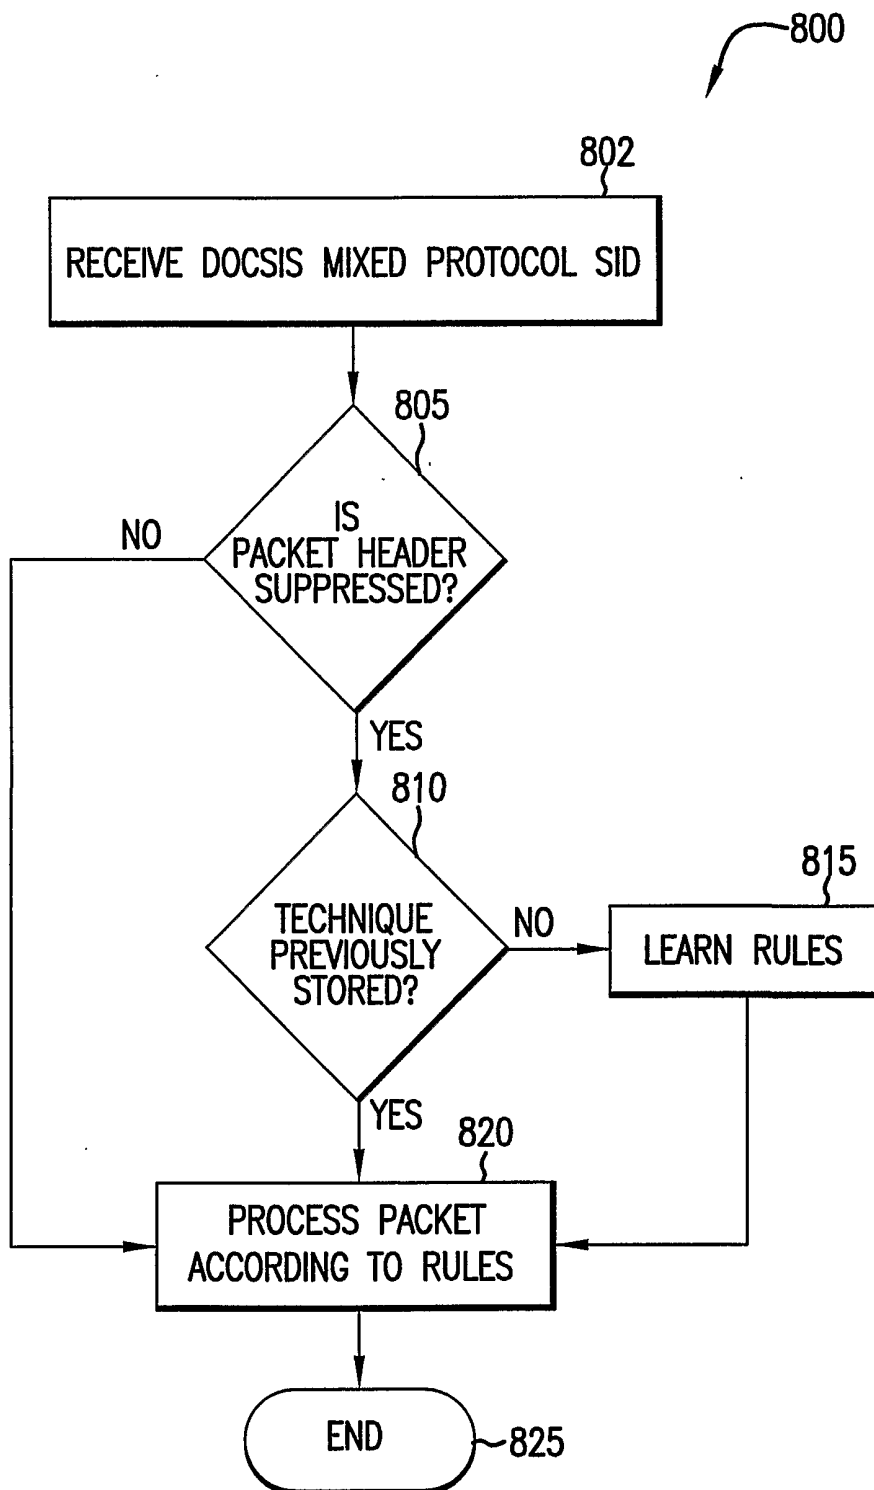 800
802
RECEIVE DOCSIS MIXED PROTOCOL SID
805
IS
PACKET HEADER
SUPPRESSED?
NO
YES
810
TECHNIQUE
PREVIOUSLY
STORED?
NO
815
LEARN RULES
YES
820
PROCESS PACKET
ACCORDING TO RULES
END
825